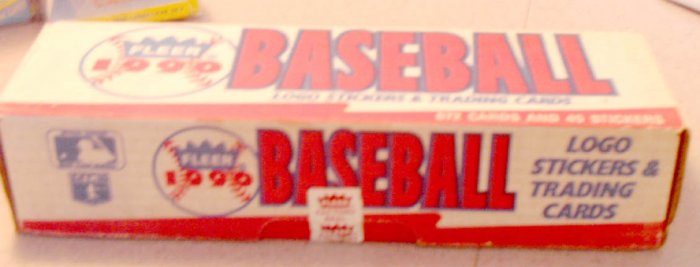 FLEER
1990
BASEBALL
LOGO STICKERS & TRADING CARDS
672 CARDS AND 45 STICKERS
FLEER
1990
BASEBALL
LOGO
STICKERS &
TRADING
CARDS